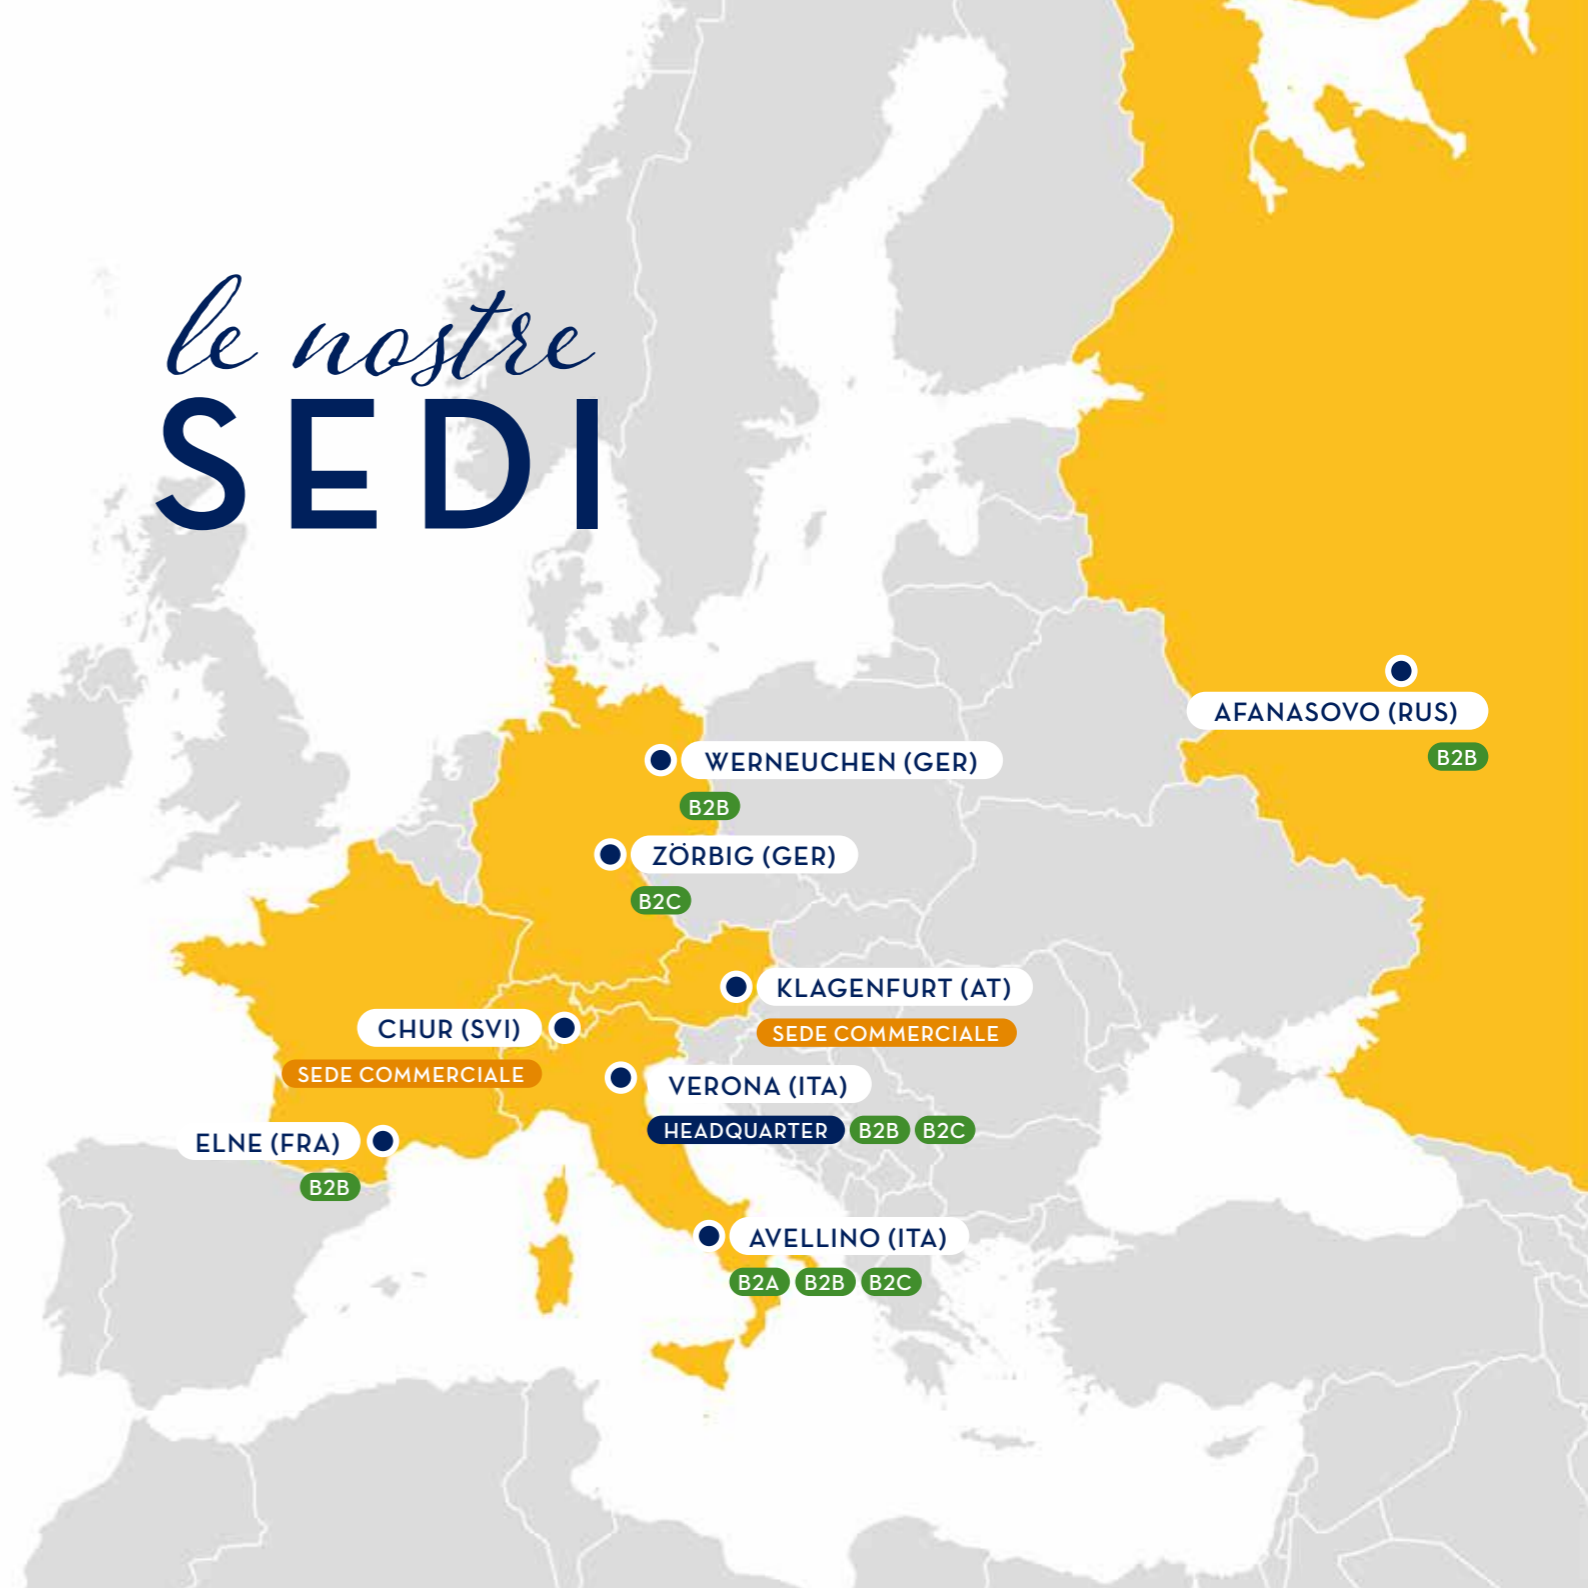 le nostre
SEDI
AFANASOVO (RUS)
B2B
WERNEUCHEN (GER)
B2B
ZÖRBIG (GER)
B2C
KLAGENFURT (AT)
SEDE COMMERCIALE
CHUR (SVI)
SEDE COMMERCIALE
VERONA (ITA)
HEADQUARTER B2B B2C
ELNE (FRA)
B2B
AVELLINO (ITA)
B2A B2B B2C